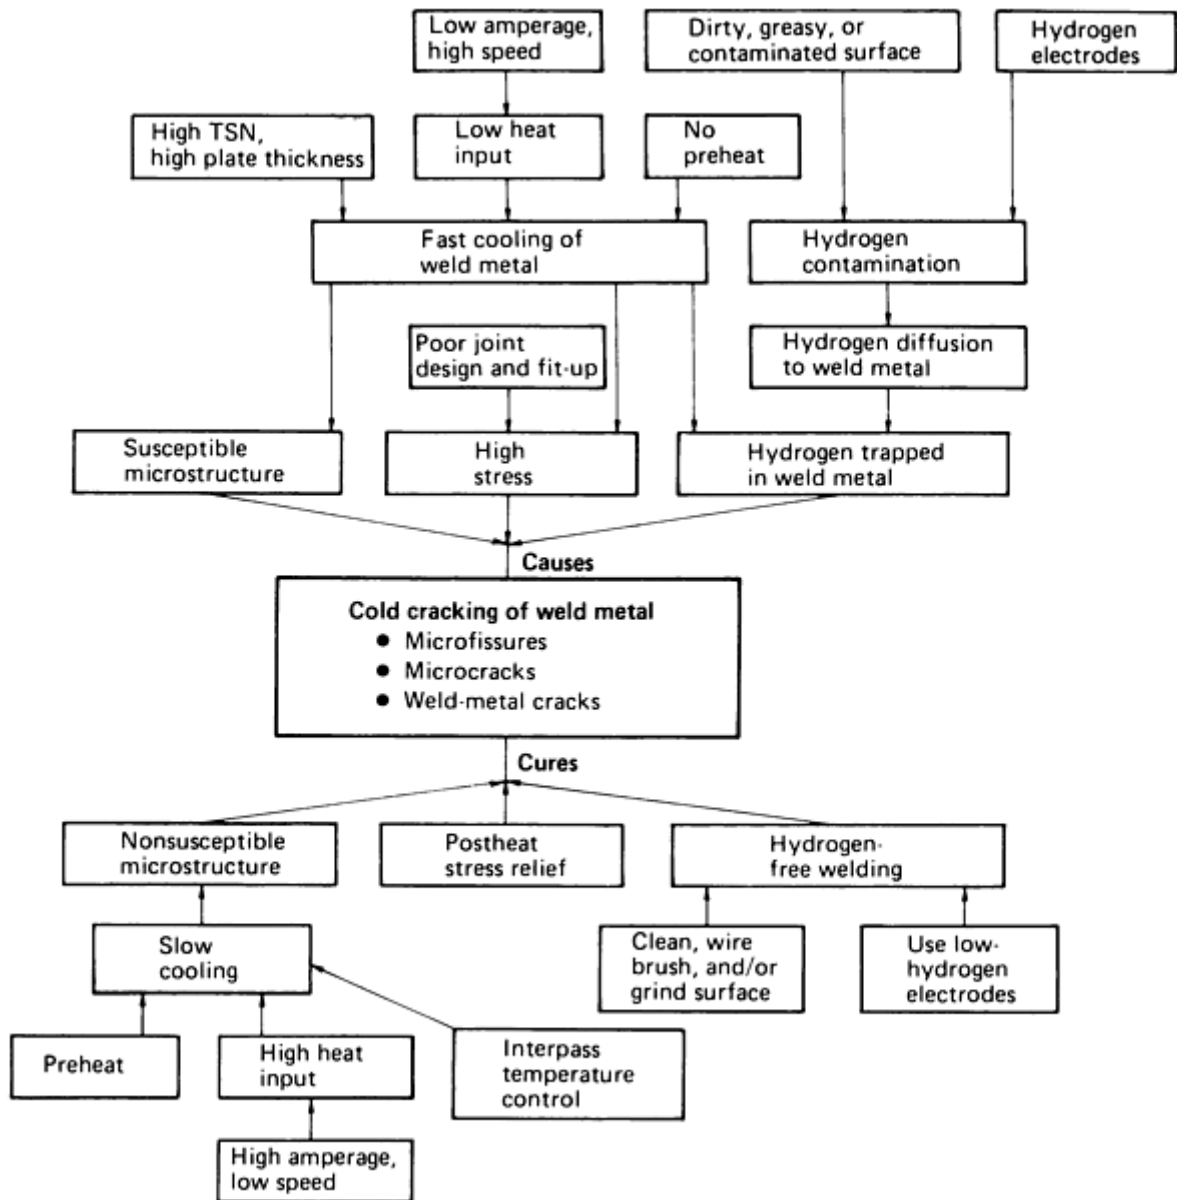 Low amperage,
high speed
Dirty, greasy, or
contaminated surface
Hydrogen
electrodes
High TSN,
high plate thickness
Low heat
input
No
preheat
Fast cooling of
weld metal
Hydrogen
contamination
Poor joint
design and fit-up
Hydrogen diffusion
to weld metal
Susceptible
microstructure
High
stress
Hydrogen trapped
in weld metal
Causes
Cold cracking of weld metal
● Microfissures
● Microcracks
● Weld-metal cracks
Cures
Nonsusceptible
microstructure
Postheat
stress relief
Hydrogen-
free welding
Slow
cooling
Clean, wire
brush, and/or
grind surface
Use low-
hydrogen
electrodes
Preheat
High heat
input
Interpass
temperature
control
High amperage,
low speed